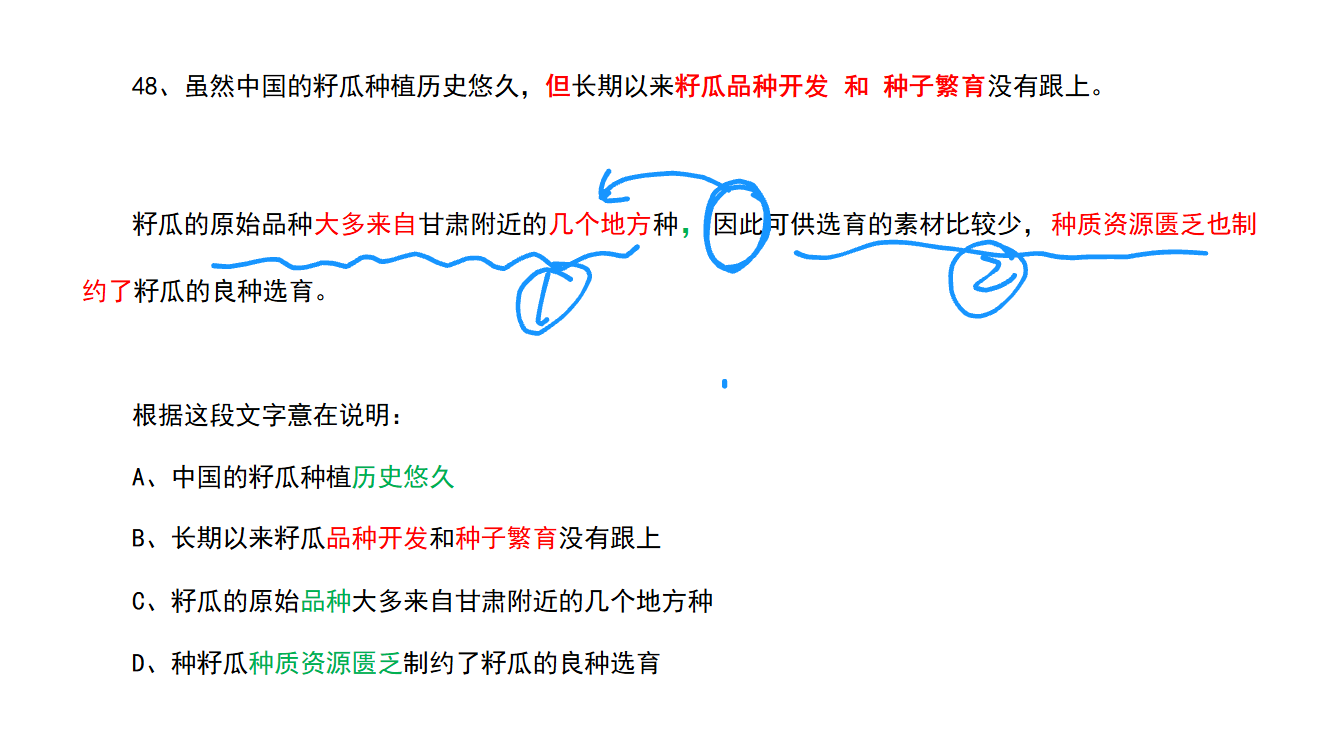 48、虽然中国的籽瓜种植历史悠久，但长期以来籽瓜品种开发 和 种子繁育没有跟上。
籽瓜的原始品种大多来自甘肃附近的几个地方种，因此可供选育的素材比较少，种质资源匮乏也制
约了籽瓜的良种选育。
1 2
根据这段文字意在说明：
A、中国的籽瓜种植历史悠久
B、长期以来籽瓜品种开发和种子繁育没有跟上
C、籽瓜的原始品种大多来自甘肃附近的几个地方种
D、种籽瓜种质资源匮乏制约了籽瓜的良种选育